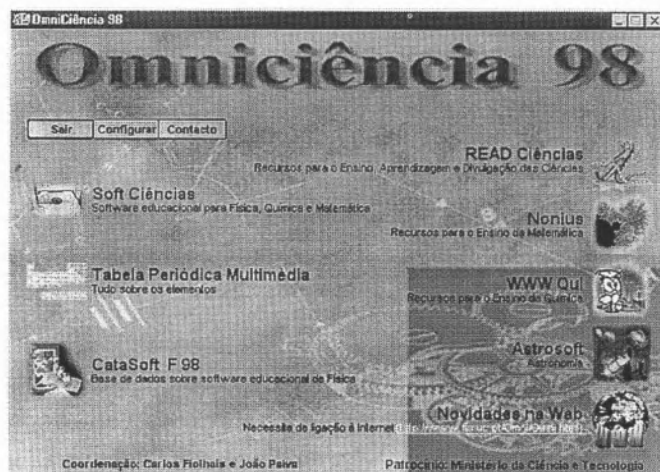 OmniCiência 98
Omniciência 98
Sair Configurar Contacto
READ Ciências
Recursos para o Ensino, Aprendizagem e Divulgação das Ciências
Soft Ciências
Software educacional para Física, Química e Matemática
Nonius
Recursos para o Ensino da Matemática
Tabela Periódica Multimédia
Tudo sobre os elementos
WWW Qui
Recursos para o Ensino da Química
Astrosoft
Astronomia
CataSoft F 98
Base de dados sobre software educacional de Física
Novidades na Web
Necessita de ligação à Internet
Coordenação: Carlos Fiolhais e João Paiva
Patrocínio: Ministério da Ciência e Tecnologia